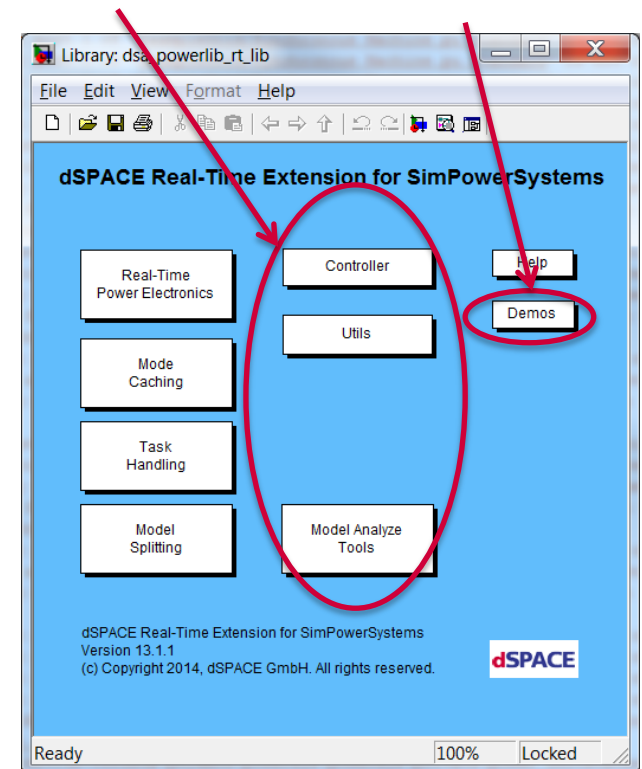 Library: dsa_powerlib_rt_lib
File Edit View Format Help
dSPACE Real-Time Extension for SimPowerSystems
Real-Time
Power Electronics
Controller
Help
Demos
Utils
Mode
Caching
Task
Handling
Model
Splitting
Model Analyze
Tools
dSPACE Real-Time Extension for SimPowerSystems
Version 13.1.1
(c) Copyright 2014, dSPACE GmbH. All rights reserved.
dSPACE
Ready 100% Locked